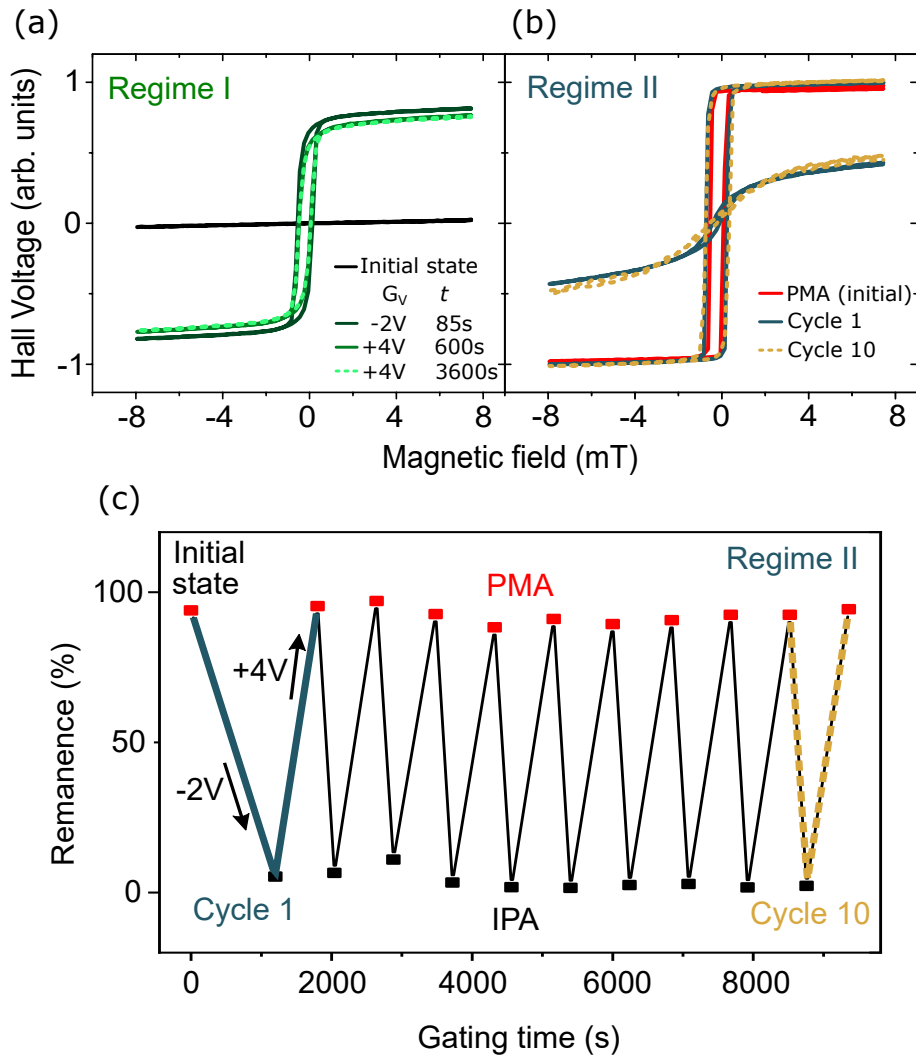 (a)
Hall Voltage (arb. units)
1
0
-1
Regime I
Initial state
G_V t
-2V 85s
+4V 600s
+4V 3600s
-8 -4 0 4 8
(b)
Regime II
PMA (initial)
Cycle 1
Cycle 10
-8 -4 0 4 8
Magnetic field (mT)
(c)
Remanence (%)
100
50
0
Initial
state
Regime II
PMA
+4V
-2V
Cycle 1
IPA
Cycle 10
0 2000 4000 6000 8000
Gating time (s)